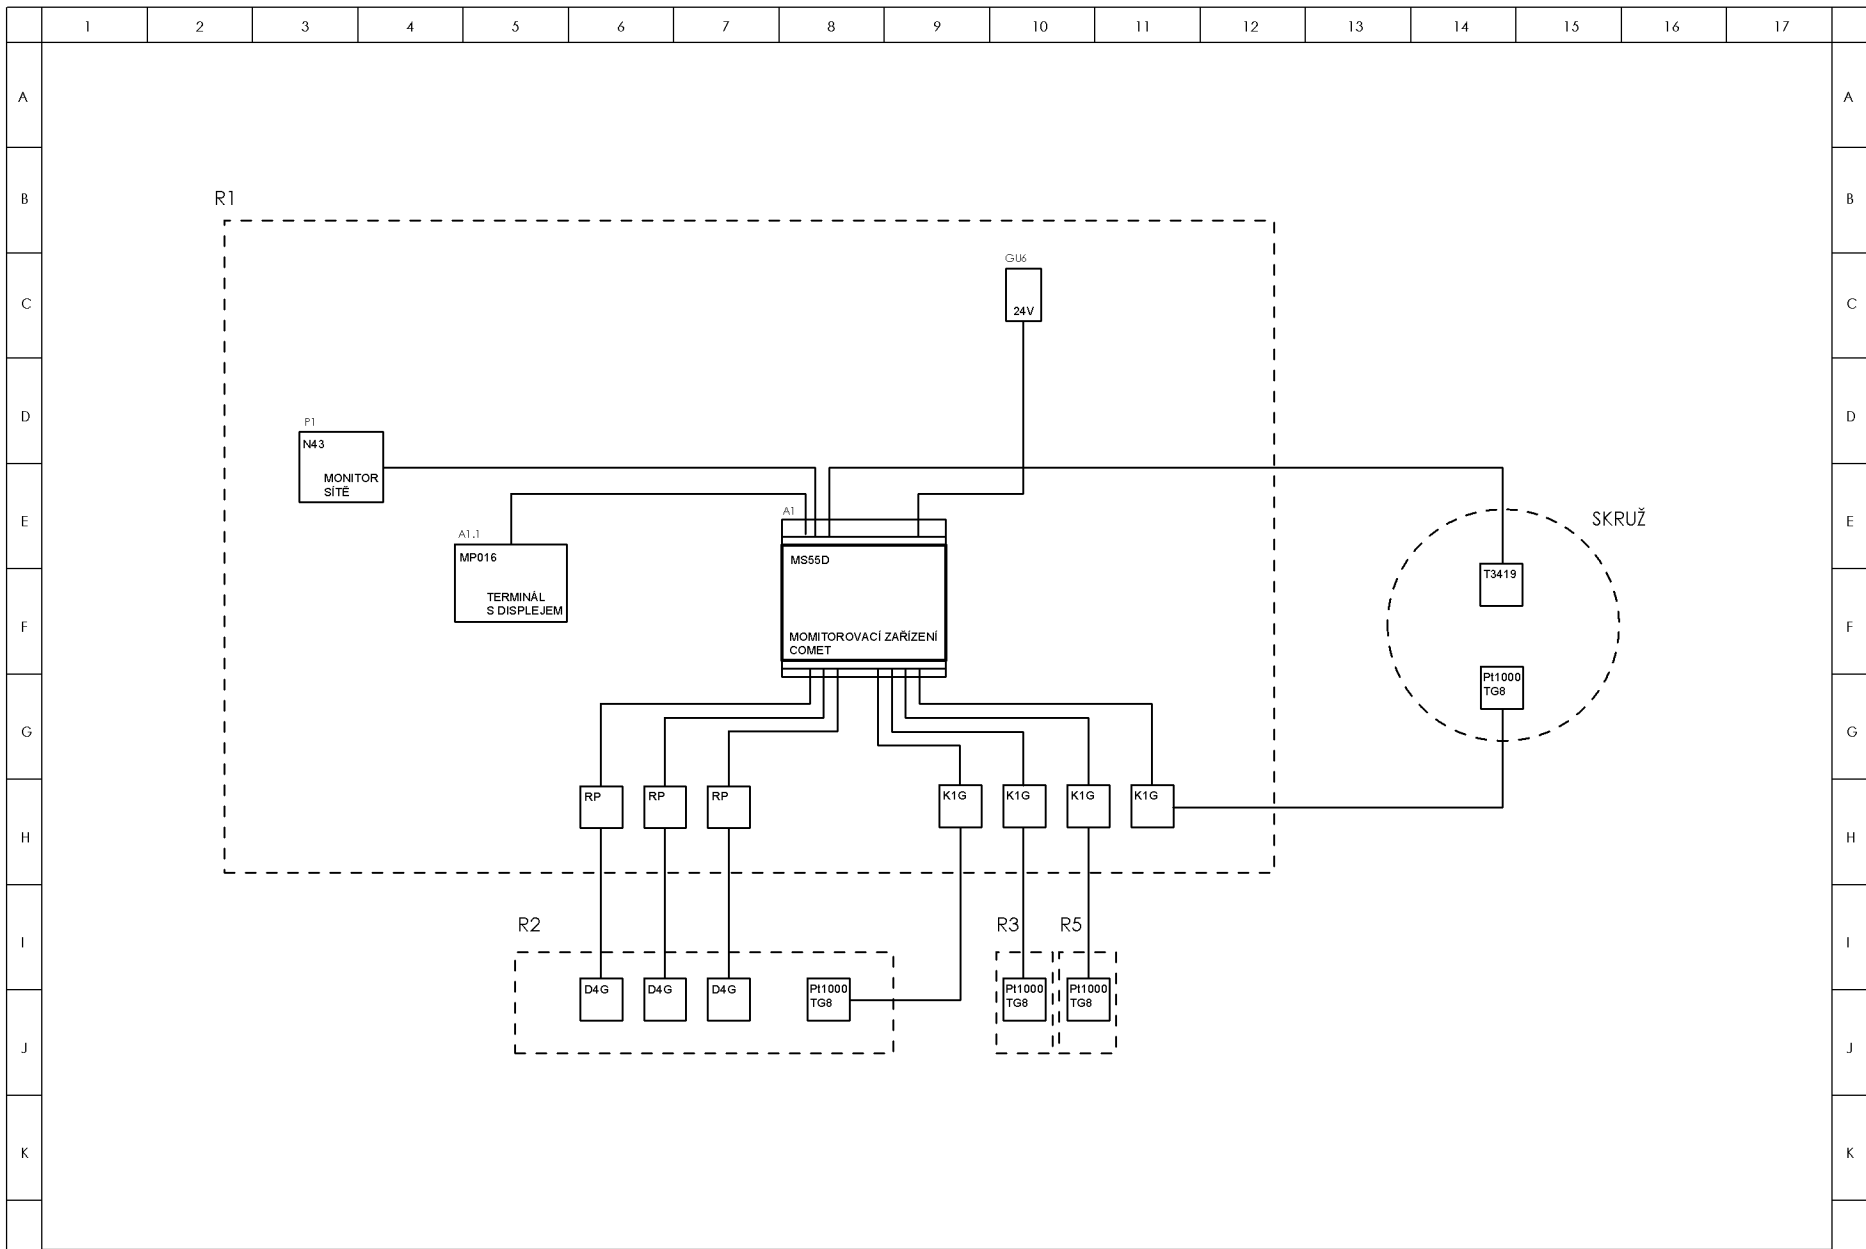 1 2 3 4 5 6 7 8 9 10 11 12 13 14 15 16 17
A A
B B
R1
GU6
C C
24V
D D
P1
N43
MONITOR
SÍTĚ
E E
SKRUŽ
A1
A1.1
MP016
TERMINÁL
S DISPLEJEM
MS55D
MOMITOROVACÍ ZAŘÍZENÍ
COMET
T3419
F F
Pt1000
TG8
G G
RP RP RP K1G K1G K1G K1G
H H
R2 R3 R5
I I
D4G D4G D4G
Pt1000
TG8
Pt1000
TG8
Pt1000
TG8
J J
K K